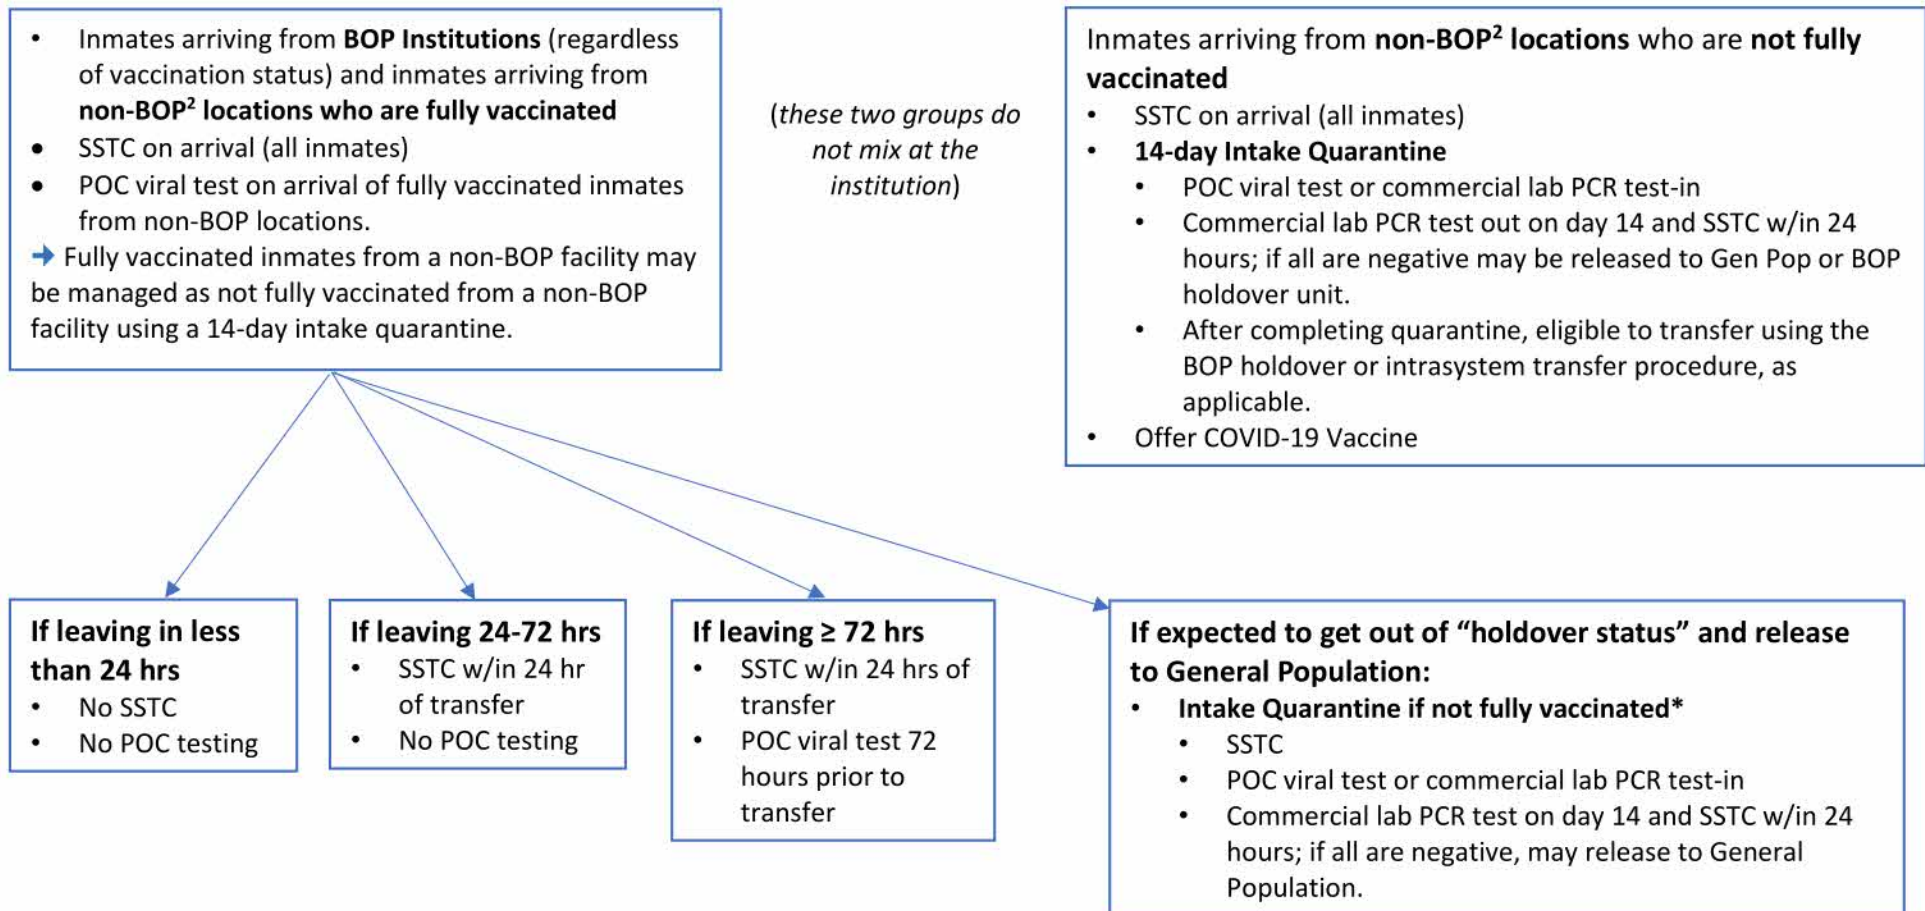 • Inmates arriving from BOP Institutions (regardless
of vaccination status) and inmates arriving from
non-BOP² locations who are fully vaccinated
• SSTC on arrival (all inmates)
• POC viral test on arrival of fully vaccinated inmates
from non-BOP locations.
➔ Fully vaccinated inmates from a non-BOP facility may
be managed as not fully vaccinated from a non-BOP
facility using a 14-day intake quarantine.
(these two groups do
not mix at the
institution)
Inmates arriving from non-BOP² locations who are not fully
vaccinated
• SSTC on arrival (all inmates)
• 14-day Intake Quarantine
• POC viral test or commercial lab PCR test-in
• Commercial lab PCR test out on day 14 and SSTC w/in 24
hours; if all are negative may be released to Gen Pop or BOP
holdover unit.
• After completing quarantine, eligible to transfer using the
BOP holdover or intrasystem transfer procedure, as
applicable.
• Offer COVID-19 Vaccine
If leaving in less
than 24 hrs
• No SSTC
• No POC testing
If leaving 24-72 hrs
• SSTC w/in 24 hr
of transfer
• No POC testing
If leaving ≥ 72 hrs
• SSTC w/in 24 hrs of
transfer
• POC viral test 72
hours prior to
transfer
If expected to get out of “holdover status” and release
to General Population:
• Intake Quarantine if not fully vaccinated*
• SSTC
• POC viral test or commercial lab PCR test-in
• Commercial lab PCR test on day 14 and SSTC w/in 24
hours; if all are negative, may release to General
Population.